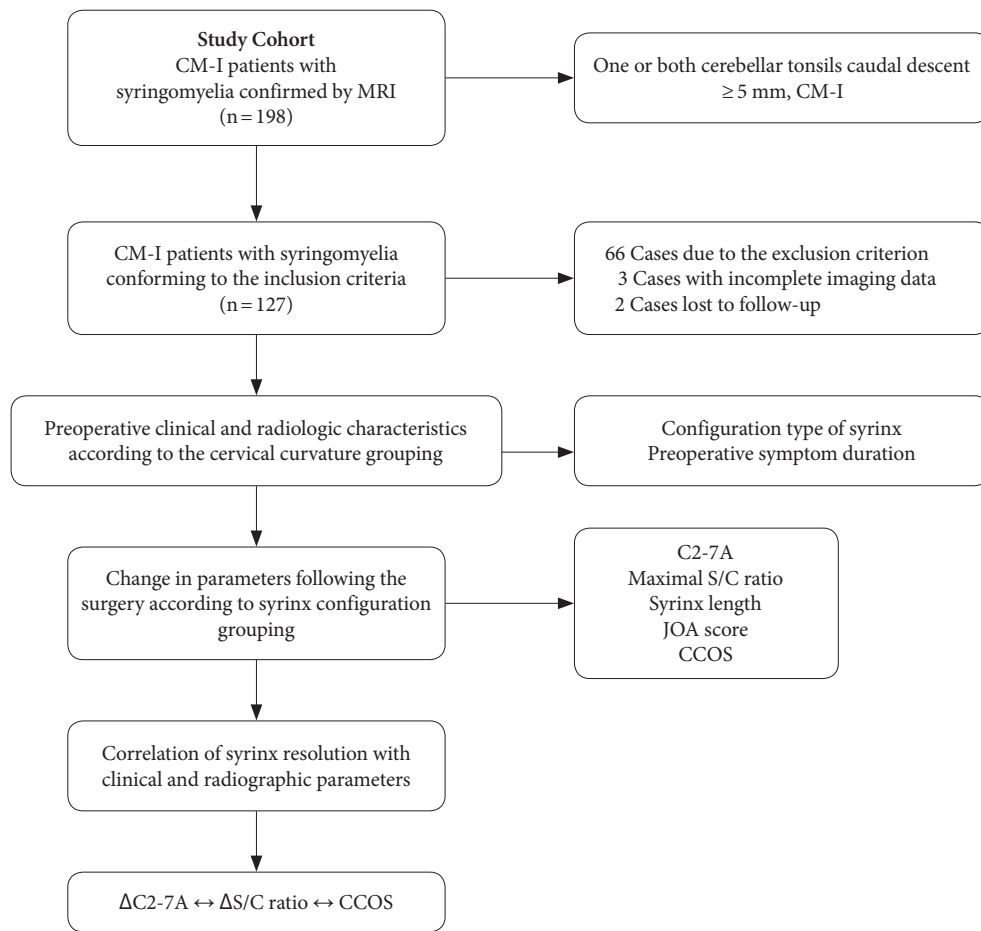 Study Cohort
CM-I patients with
syringomyelia confirmed by MRI
(n = 198)
One or both cerebellar tonsils caudal descent
≥ 5 mm, CM-I
CM-I patients with syringomyelia
conforming to the inclusion criteria
(n = 127)
66 Cases due to the exclusion criterion
3 Cases with incomplete imaging data
2 Cases lost to follow-up
Preoperative clinical and radiologic characteristics
according to the cervical curvature grouping
Configuration type of syrinx
Preoperative symptom duration
Change in parameters following the
surgery according to syrinx configuration
grouping
C2-7A
Maximal S/C ratio
Syrinx length
JOA score
CCOS
Correlation of syrinx resolution with
clinical and radiographic parameters
ΔC2-7A ↔ ΔS/C ratio ↔ CCOS